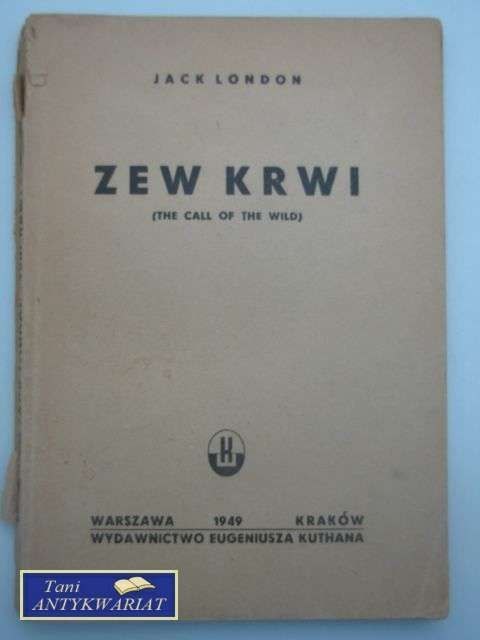 JACK LONDON
ZEW KRWI
(THE CALL OF THE WILD)
K
WARSZAWA 1949 KRAKÓW
WYDAWNICTWO EUGENIUSZA KUTHANA
Tani
ANTYKWARIAT